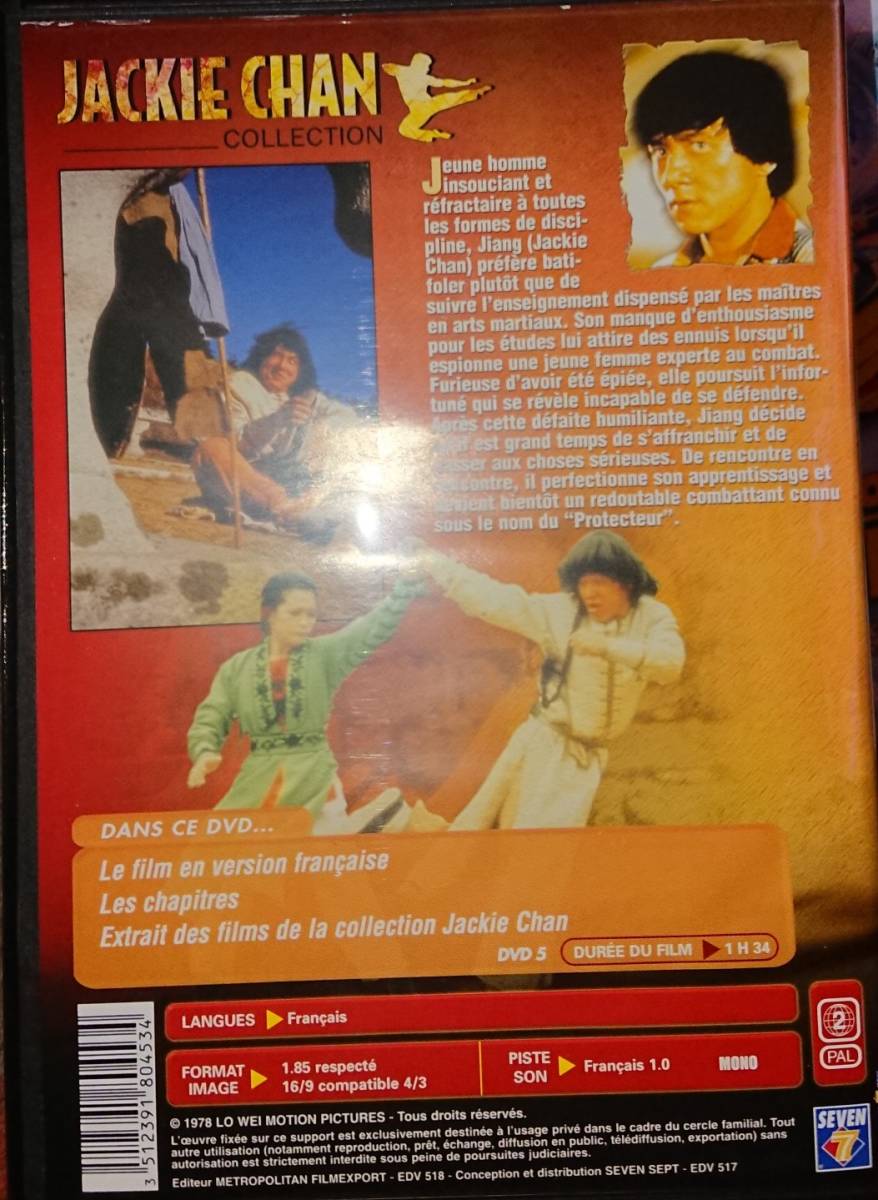 JACKIE CHAN
COLLECTION
Jeune homme
insouciant et
réfractaire à toutes
les formes de disci-
pline, Jiang (Jackie
Chan) préfère bati-
foler plutôt que de
suivre l'enseignement dispensé par les maîtres
en arts martiaux. Son manque d'enthousiasme
pour les études lui attire des ennuis lorsqu'il
espionne une jeune femme experte au combat.
Furieuse d'avoir été épiée, elle poursuit l'infor-
tuné qui se révèle incapable de se défendre.
Après cette défaite humiliante, Jiang décide
qu'il est grand temps de s'affranchir et de
passer aux choses sérieuses. De rencontre en
rencontre, il perfectionne son apprentissage et
devient bientôt un redoutable combattant connu
sous le nom du "Protecteur".
DANS CE DVD...
Le film en version française
Les chapitres
Extrait des films de la collection Jackie Chan
DVD 5 DURÉE DU FILM 1 H 34
LANGUES Français
FORMAT
IMAGE
1.85 respecté
16/9 compatible 4/3
PISTE
SON
Français 1.0 MONO
2
PAL
3 512391 804534
© 1978 LO WEI MOTION PICTURES - Tous droits réservés.
L'œuvre fixée sur ce support est exclusivement destinée à l'usage privé dans le cadre du cercle familial. Tout
autre utilisation (notamment reproduction, prêt, échange, diffusion en public, télédiffusion, exportation) sans
autorisation est strictement interdite sous peine de poursuites judiciaires.
Editeur METROPOLITAN FILMEXPORT - EDV 518 - Conception et distribution SEVEN SEPT - EDV 517
SEVEN
7